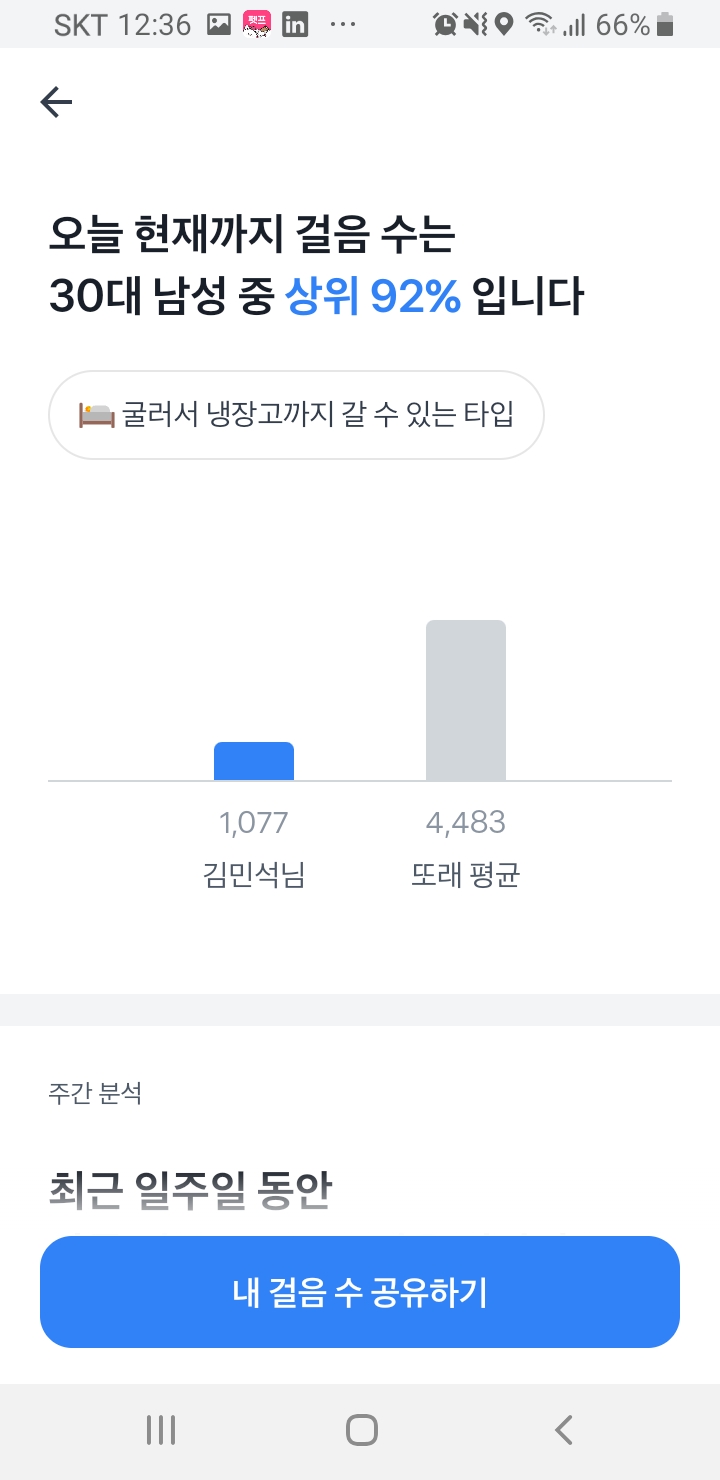 SKT 12:36
펫프
in
66%
오늘 현재까지 걸음 수는
30대 남성 중 상위 92% 입니다
굴러서 냉장고까지 갈 수 있는 타입
1,077
4,483
김민석님
또래 평균
주간 분석
최근 일주일 동안
내 걸음 수 공유하기